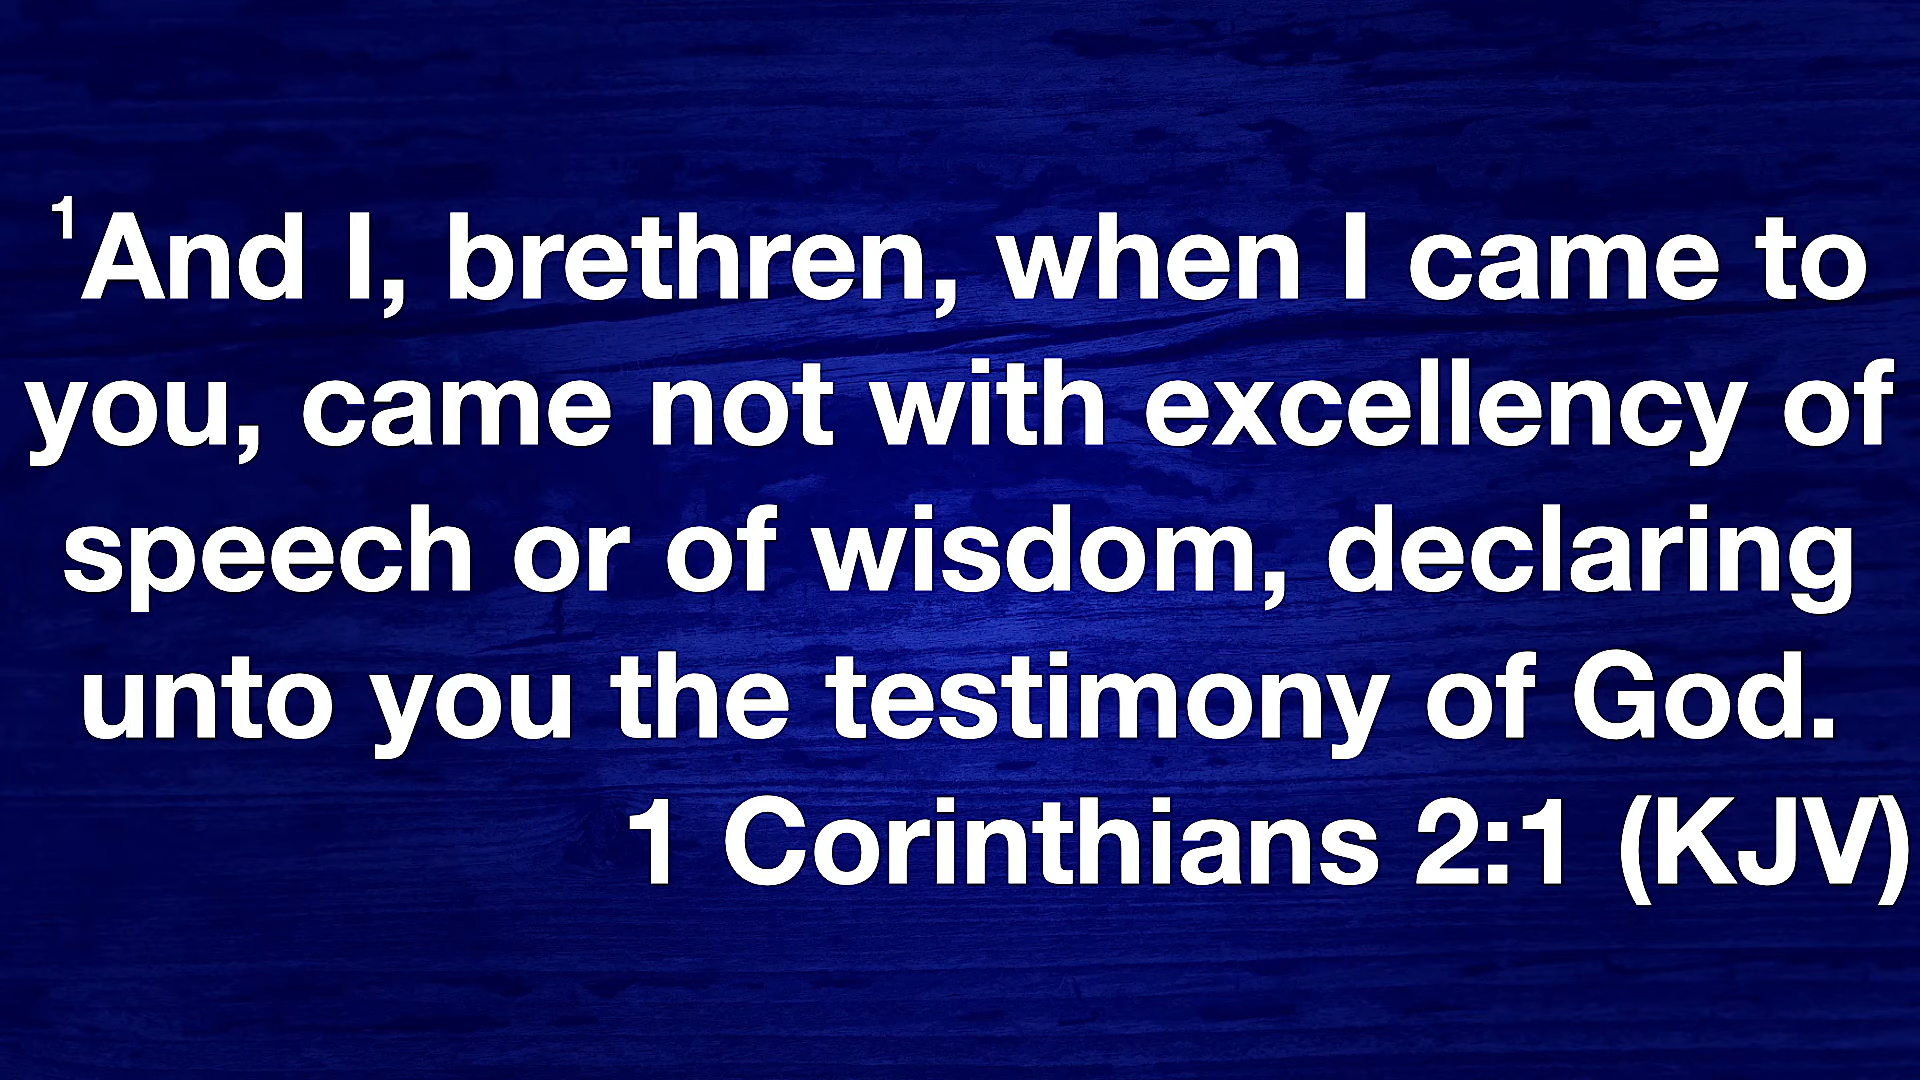 ¹And I, brethren, when I came to
you, came not with excellency of
speech or of wisdom, declaring
unto you the testimony of God.
1 Corinthians 2:1 (KJV)